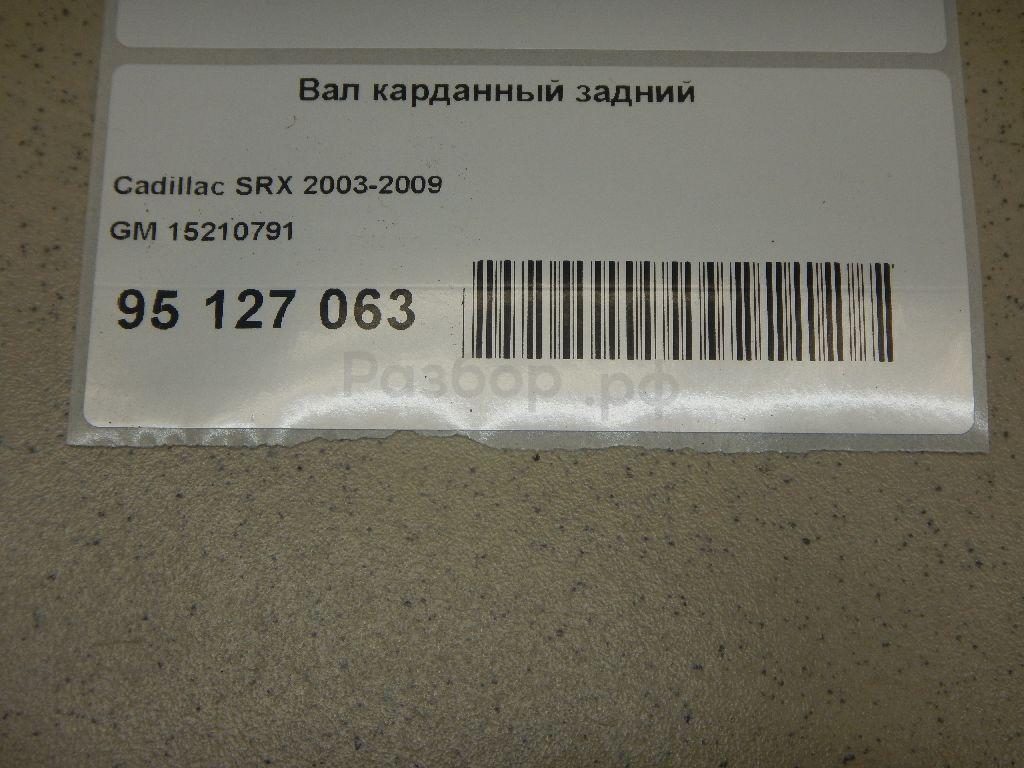 Вал карданный задний
Cadillac SRX 2003-2009
GM 15210791
95 127 063
Разбор.рф